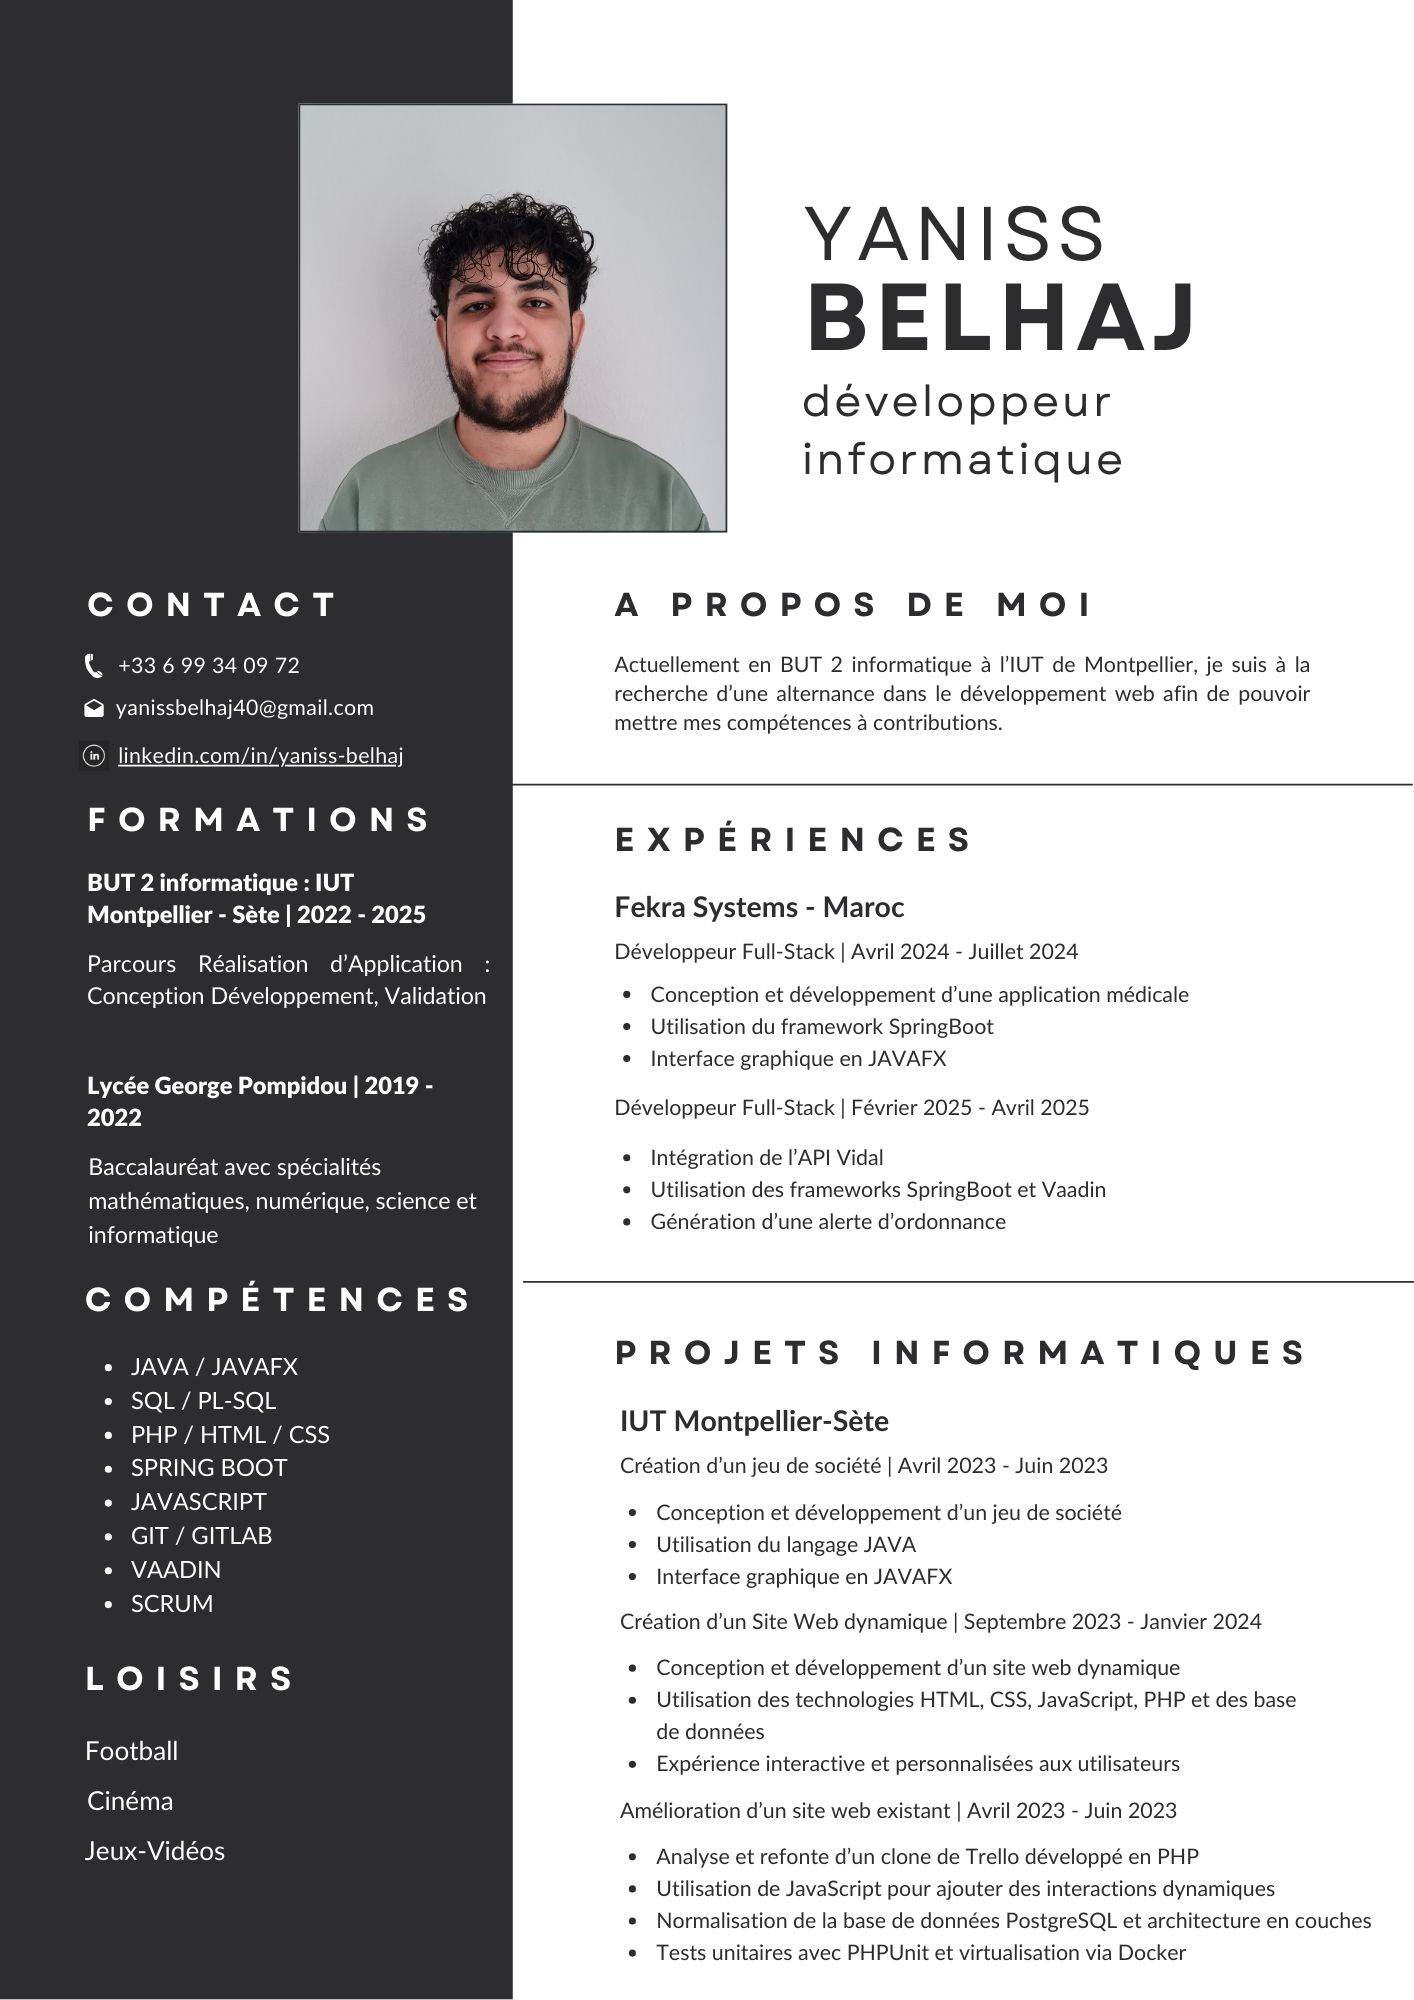 YANISS
BELHAJ
développeur
informatique
CONTACT
+33 6 99 34 09 72
yanissbelhaj40@gmail.com
in
linkedin.com/in/yaniss-belhaj
FORMATIONS
BUT 2 informatique : IUT
Montpellier - Sète | 2022 - 2025
Parcours Réalisation d’Application :
Conception Développement, Validation
Lycée George Pompidou | 2019 -
2022
Baccalauréat avec spécialités
mathématiques, numérique, science et
informatique
COMPÉTENCES
• JAVA / JAVAFX
• SQL / PL-SQL
• PHP / HTML / CSS
• SPRING BOOT
• JAVASCRIPT
• GIT / GITLAB
• VAADIN
• SCRUM
LOISIRS
Football
Cinéma
Jeux-Vidéos
A PROPOS DE MOI
Actuellement en BUT 2 informatique à l’IUT de Montpellier, je suis à la
recherche d’une alternance dans le développement web afin de pouvoir
mettre mes compétences à contributions.
EXPÉRIENCES
Fekra Systems - Maroc
Développeur Full-Stack | Avril 2024 - Juillet 2024
• Conception et développement d’une application médicale
• Utilisation du framework SpringBoot
• Interface graphique en JAVAFX
Développeur Full-Stack | Février 2025 - Avril 2025
• Intégration de l’API Vidal
• Utilisation des frameworks SpringBoot et Vaadin
• Génération d’une alerte d’ordonnance
PROJETS INFORMATIQUES
IUT Montpellier-Sète
Création d’un jeu de société | Avril 2023 - Juin 2023
• Conception et développement d’un jeu de société
• Utilisation du langage JAVA
• Interface graphique en JAVAFX
Création d’un Site Web dynamique | Septembre 2023 - Janvier 2024
• Conception et développement d’un site web dynamique
• Utilisation des technologies HTML, CSS, JavaScript, PHP et des base
de données
• Expérience interactive et personnalisées aux utilisateurs
Amélioration d’un site web existant | Avril 2023 - Juin 2023
• Analyse et refonte d’un clone de Trello développé en PHP
• Utilisation de JavaScript pour ajouter des interactions dynamiques
• Normalisation de la base de données PostgreSQL et architecture en couches
• Tests unitaires avec PHPUnit et virtualisation via Docker